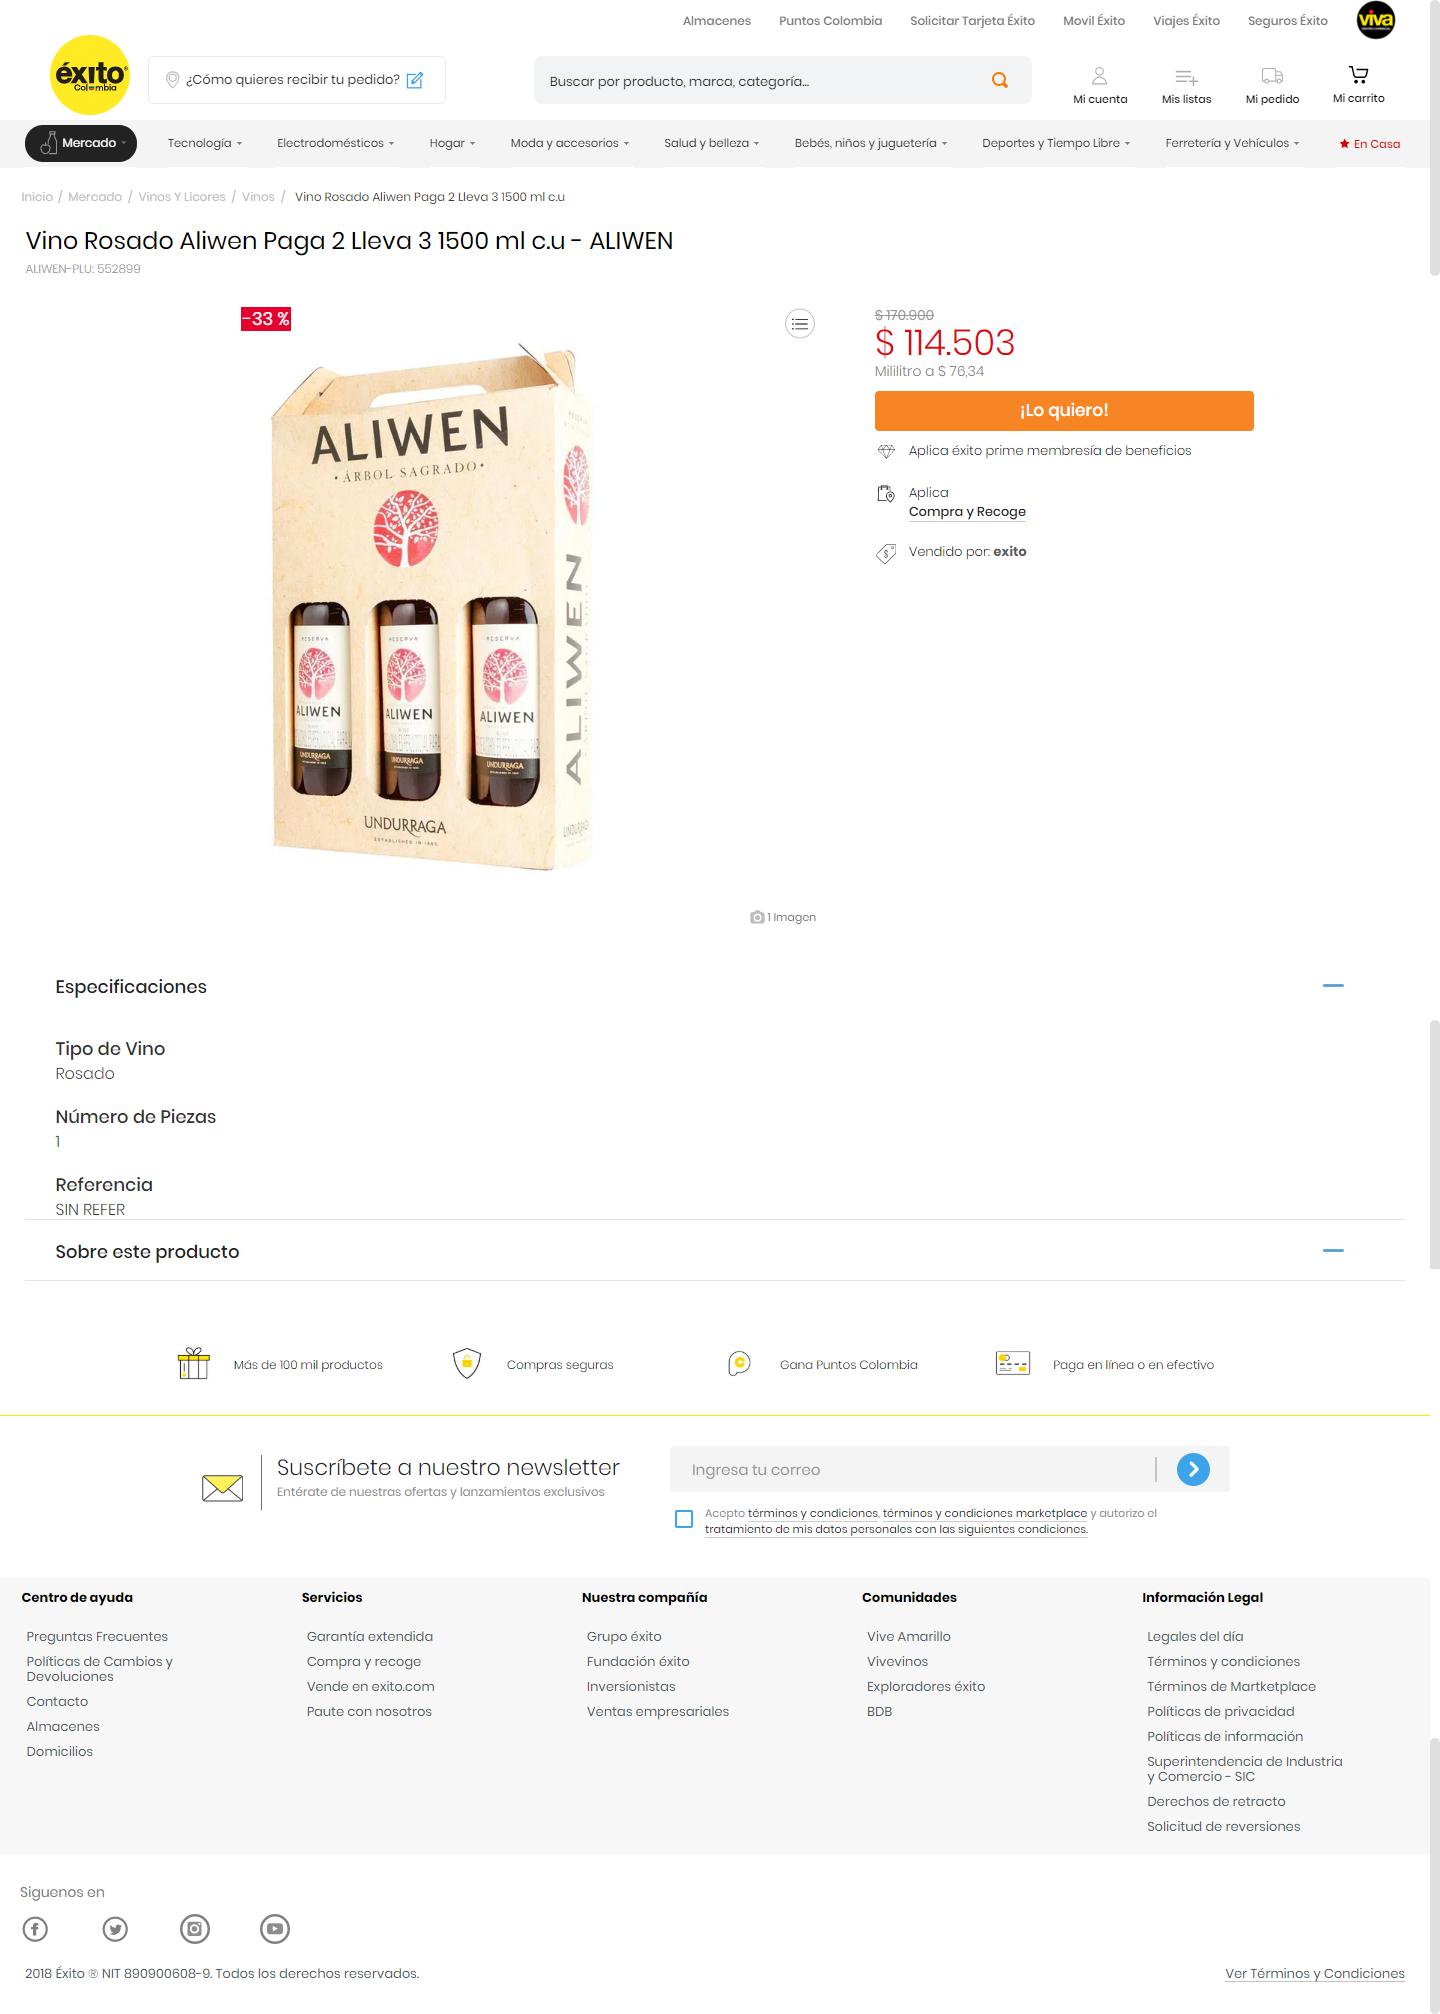 Almacenes Puntos Colombia Solicitar Tarjeta Éxito Movil Éxito Viajes Éxito Seguros Éxito viva
éxito
Colombia
¿Cómo quieres recibir tu pedido?
Buscar por producto, marca, categoría...
Mi cuenta Mis listas Mi pedido Mi carrito
Mercado Tecnología Electrodomésticos Hogar Moda y accesorios Salud y belleza Bebés, niños y juguetería Deportes y Tiempo Libre Ferretería y Vehículos En Casa
Inicio / Mercado / Vinos Y Licores / Vinos / Vino Rosado Aliwen Paga 2 Lleva 3 1500 ml c.u
Vino Rosado Aliwen Paga 2 Lleva 3 1500 ml c.u - ALIWEN
ALIWEN-PLU: 552899
-33 %
ALIWEN
· ÁRBOL SAGRADO ·
ALIWEN
RESERVA RESERVA RESERVA
ALIWEN ALIWEN ALIWEN
UNDURRAGA UNDURRAGA UNDURRAGA
UNDURRAGA
ESTABLISHED IN 1885
UNDURRAGA
1 Imagen
$ 170.900
$ 114.503
Mililitro a $ 76,34
¡Lo quiero!
Aplica éxito prime membresía de beneficios
Aplica
Compra y Recoge
Vendido por: exito
Especificaciones
Tipo de Vino
Rosado
Número de Piezas
1
Referencia
SIN REFER
Sobre este producto
Más de 100 mil productos Compras seguras Gana Puntos Colombia Paga en línea o en efectivo
Suscríbete a nuestro newsletter
Entérate de nuestras ofertas y lanzamientos exclusivos
Ingresa tu correo
Acepto términos y condiciones, términos y condiciones marketplace y autorizo el
tratamiento de mis datos personales con las siguientes condiciones.
Centro de ayuda
Preguntas Frecuentes
Políticas de Cambios y
Devoluciones
Contacto
Almacenes
Domicilios
Servicios
Garantía extendida
Compra y recoge
Vende en exito.com
Paute con nosotros
Nuestra compañía
Grupo éxito
Fundación éxito
Inversionistas
Ventas empresariales
Comunidades
Vive Amarillo
Vivevinos
Exploradores éxito
BDB
Información Legal
Legales del día
Términos y condiciones
Términos de Martketplace
Políticas de privacidad
Políticas de información
Superintendencia de Industria
y Comercio - SIC
Derechos de retracto
Solicitud de reversiones
Siguenos en
2018 Éxito ® NIT 890900608-9. Todos los derechos reservados.
Ver Términos y Condiciones